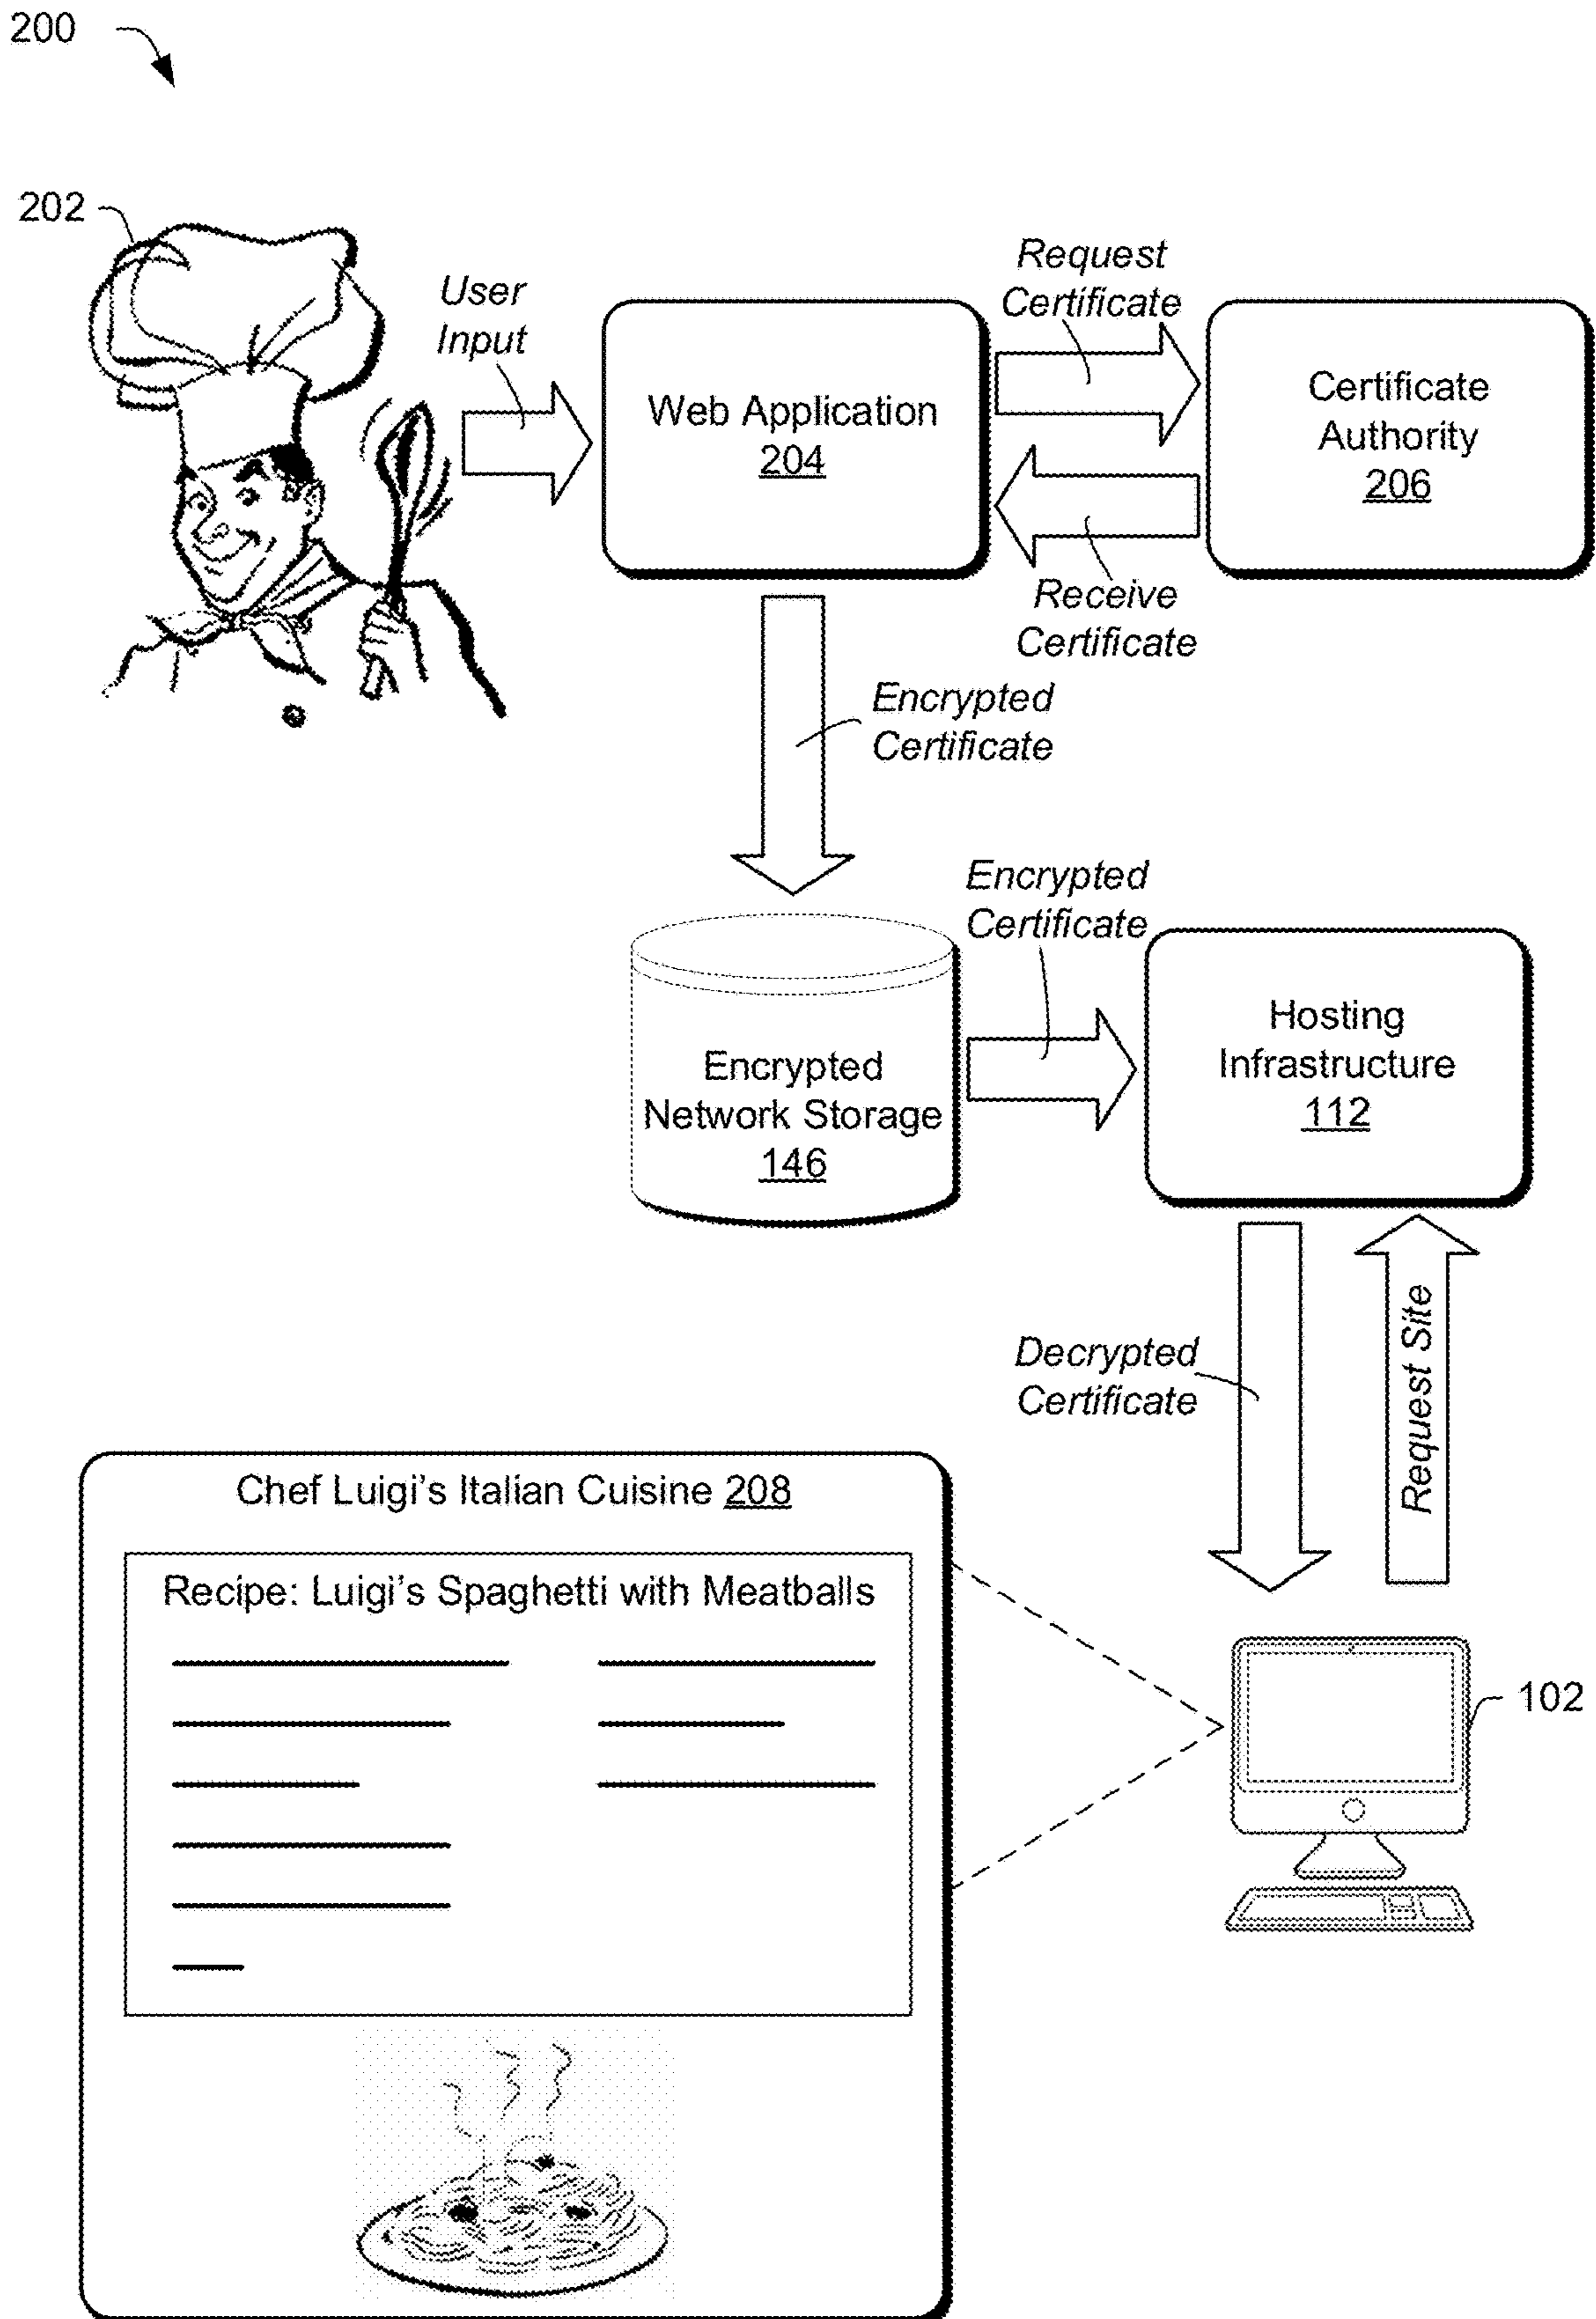 200
202
User
Input
Web Application
204
Request
Certificate
Certificate
Authority
206
Receive
Certificate
Encrypted
Certificate
Encrypted
Network Storage
146
Encrypted
Certificate
Hosting
Infrastructure
112
Decrypted
Certificate
Request Site
102
Chef Luigi's Italian Cuisine 208
Recipe: Luigi's Spaghetti with Meatballs